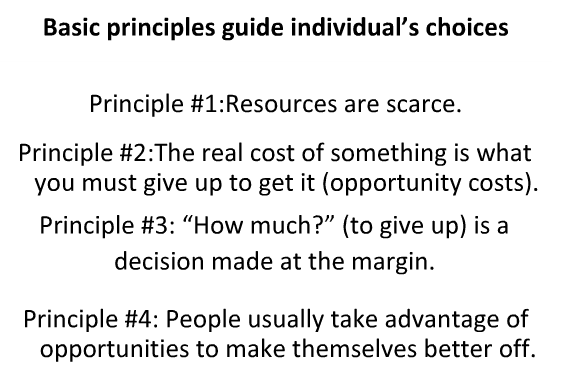 Basic principles guide individual’s choices
Principle #1:Resources are scarce.
Principle #2:The real cost of something is what
you must give up to get it (opportunity costs).
Principle #3: “How much?” (to give up) is a
decision made at the margin.
Principle #4: People usually take advantage of
opportunities to make themselves better off.